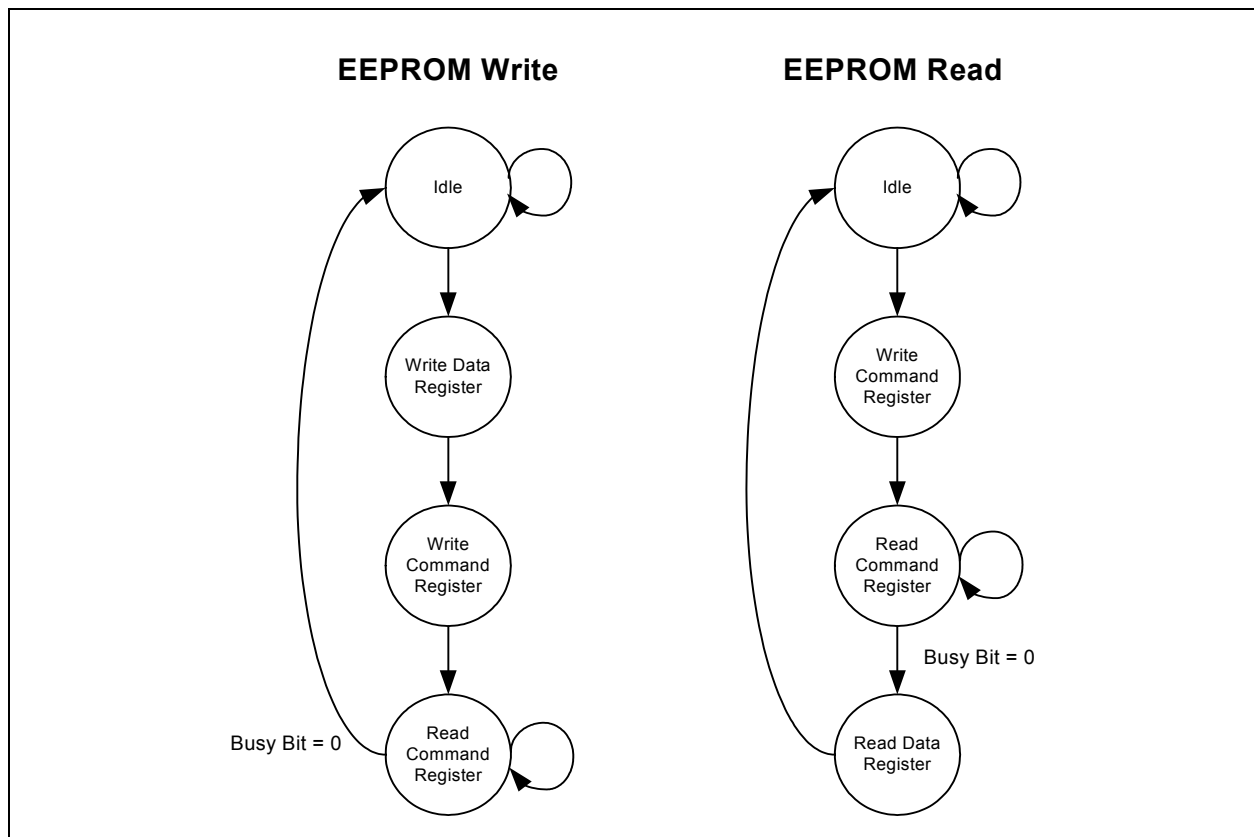 EEPROM Write
Idle
Write Data
Register
Write
Command
Register
Read
Command
Register
Busy Bit = 0
EEPROM Read
Idle
Write
Command
Register
Read
Command
Register
Busy Bit = 0
Read Data
Register